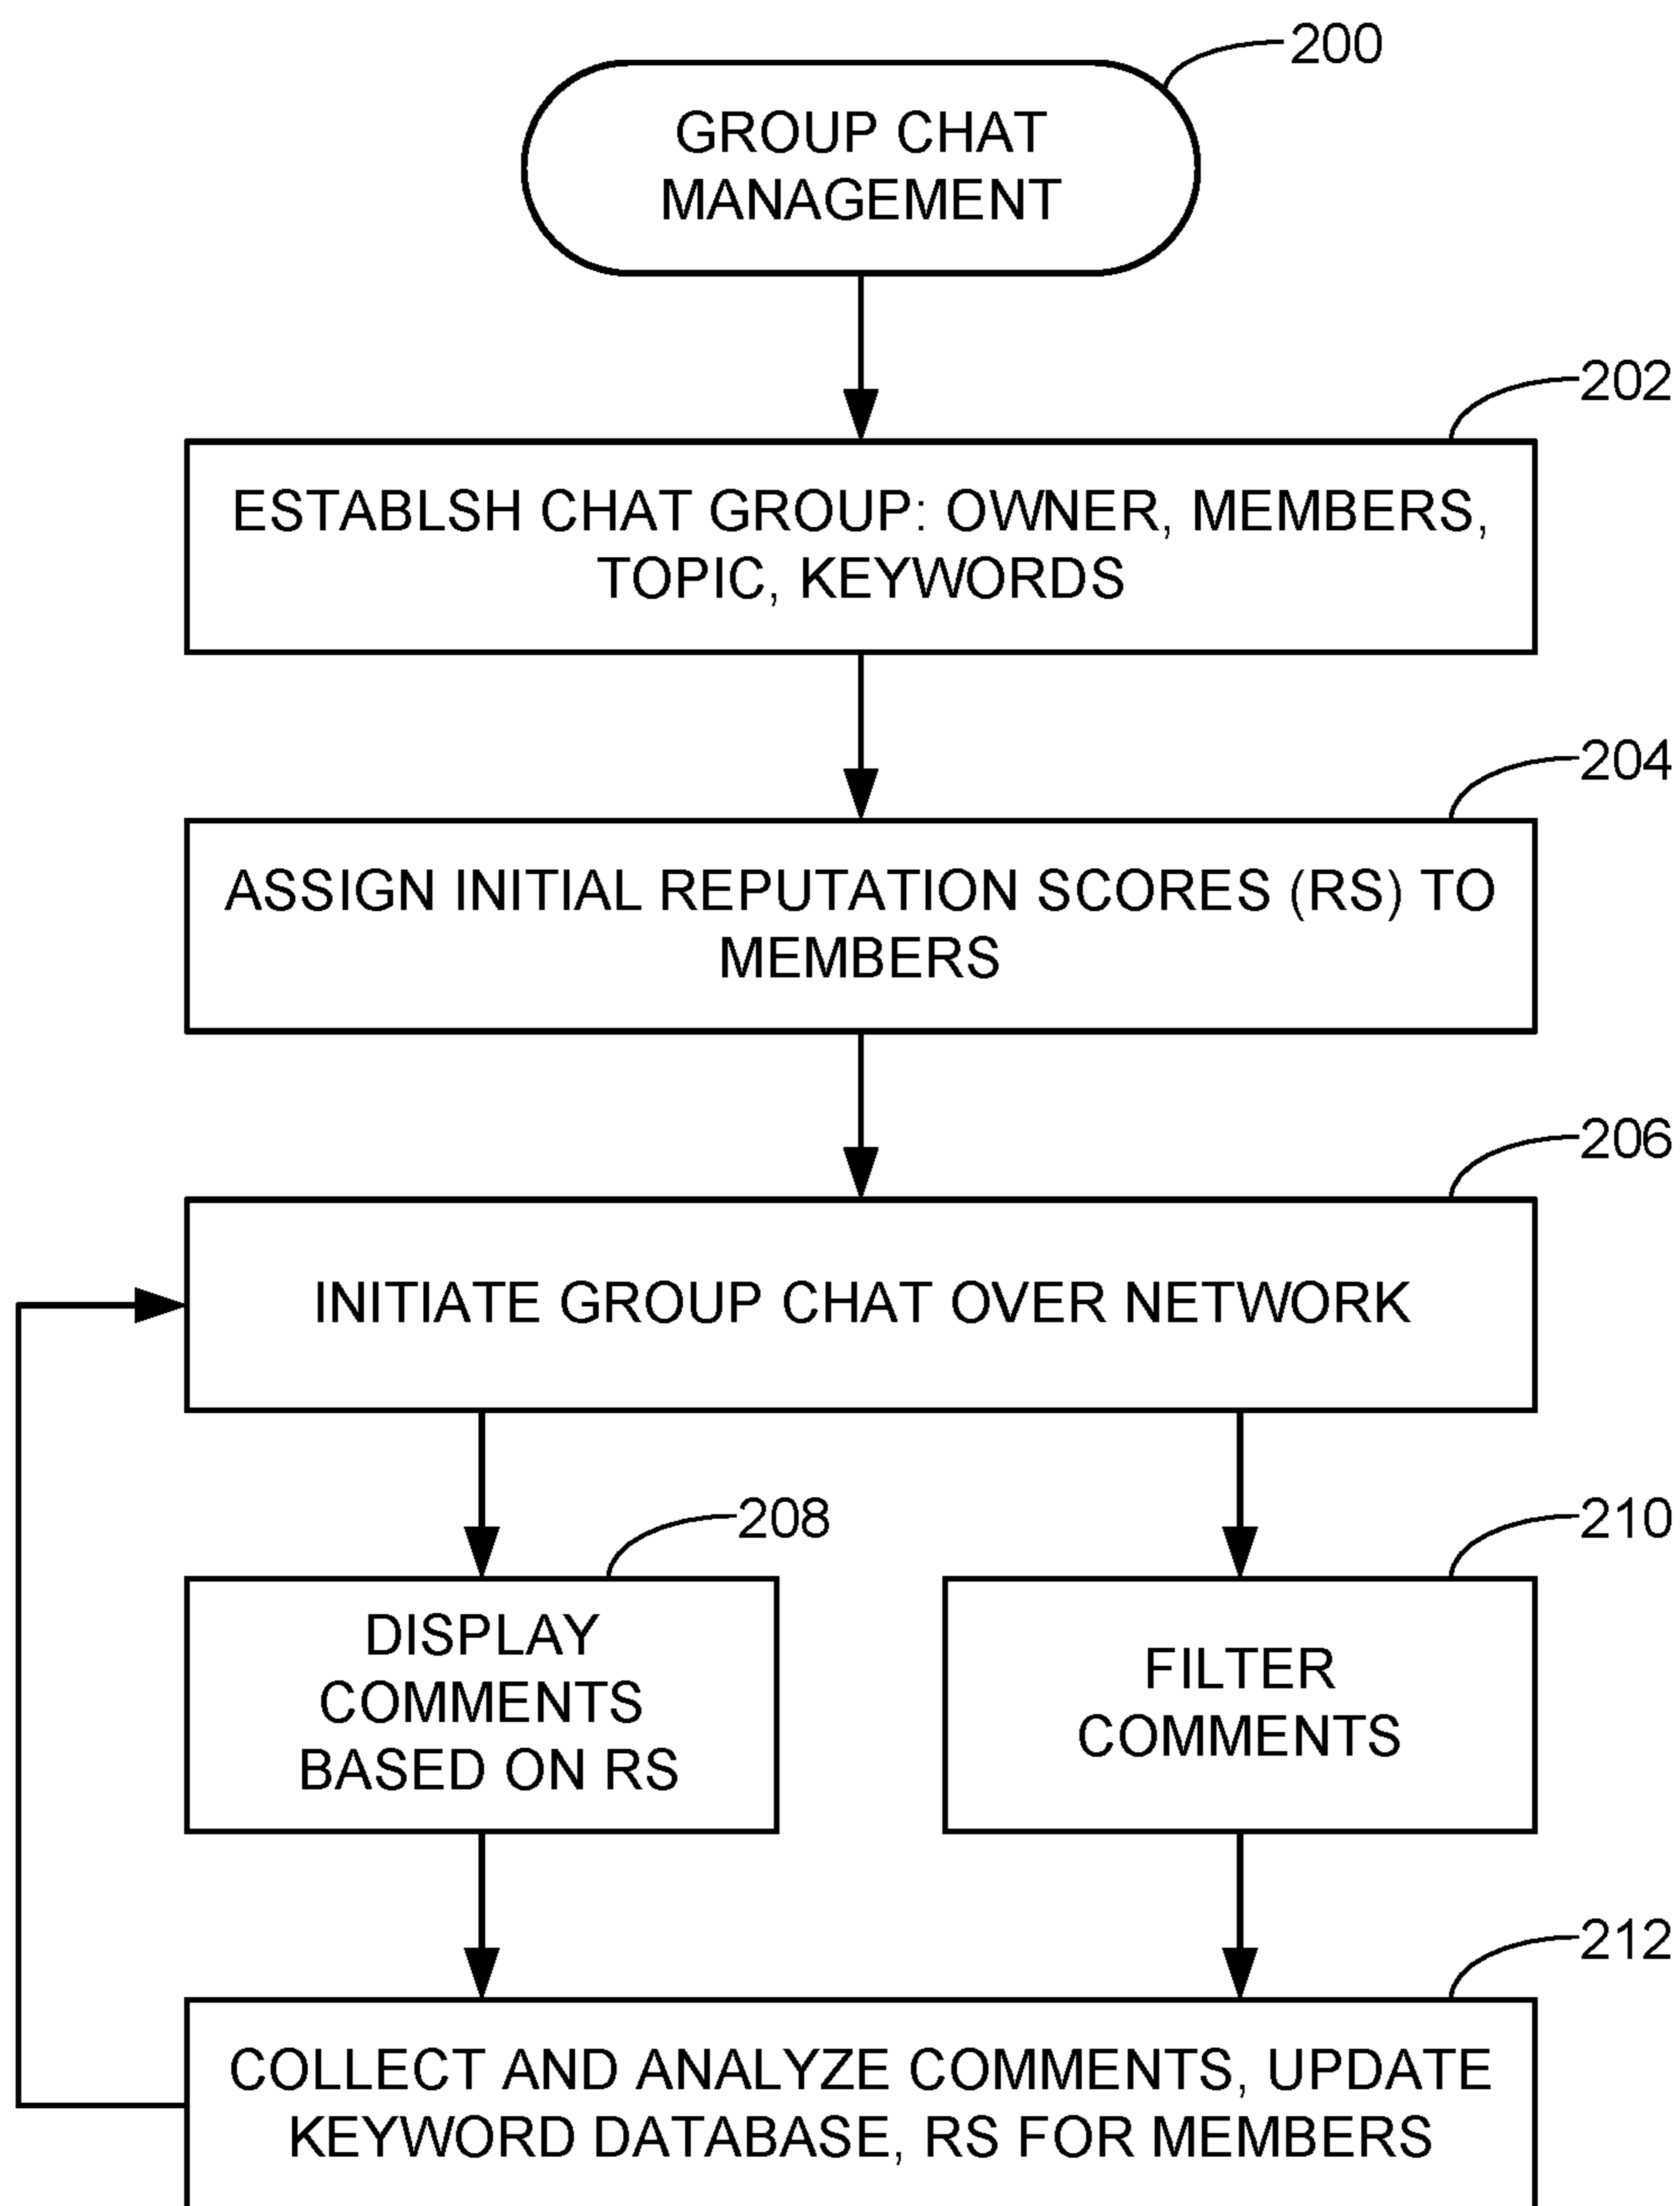 200
GROUP CHAT
MANAGEMENT
202
ESTABLSH CHAT GROUP: OWNER, MEMBERS,
TOPIC, KEYWORDS
204
ASSIGN INITIAL REPUTATION SCORES (RS) TO
MEMBERS
206
INITIATE GROUP CHAT OVER NETWORK
208
DISPLAY
COMMENTS
BASED ON RS
210
FILTER
COMMENTS
212
COLLECT AND ANALYZE COMMENTS, UPDATE
KEYWORD DATABASE, RS FOR MEMBERS